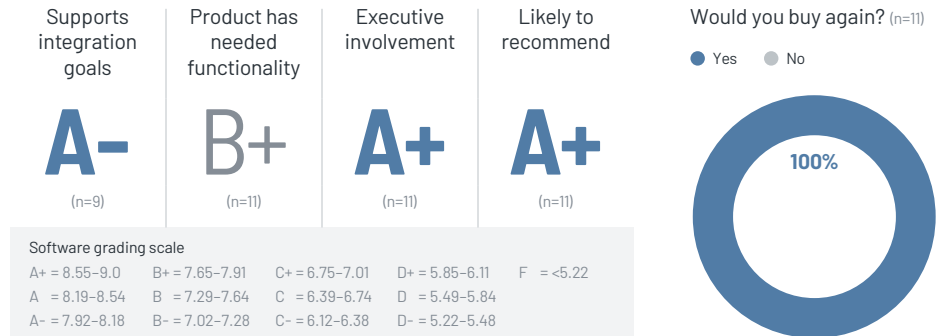 Supports
integration
goals
A-
(n=9)
Product has
needed
functionality
B+
(n=11)
Executive
involvement
A+
(n=11)
Likely to
recommend
A+
(n=11)
Software grading scale
A+ = 8.55–9.0 B+ = 7.65–7.91 C+ = 6.75–7.01 D+ = 5.85–6.11 F = <5.22
A = 8.19–8.54 B = 7.29–7.64 C = 6.39–6.74 D = 5.49–5.84
A- = 7.92–8.18 B- = 7.02–7.28 C- = 6.12–6.38 D- = 5.22–5.48
Would you buy again? (n=11)
Yes No
100%